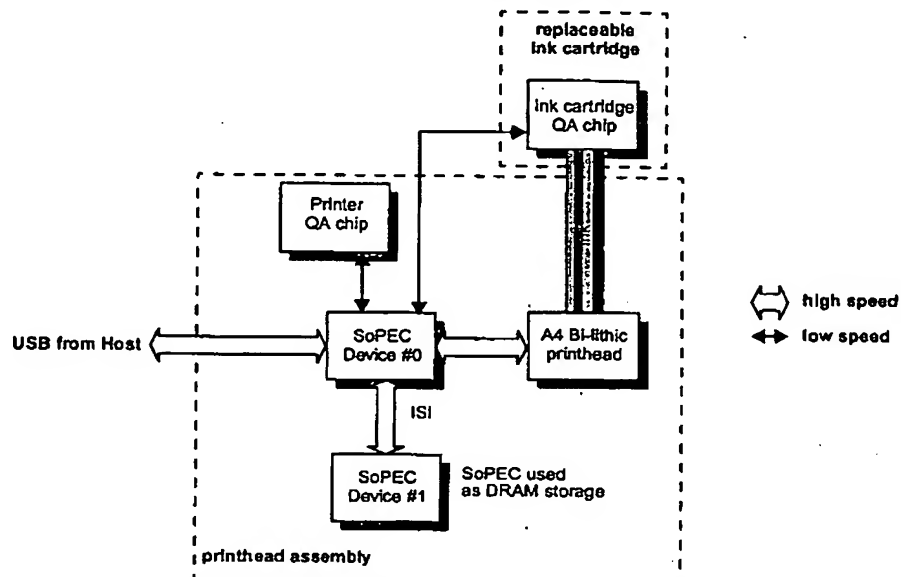 replaceable
ink cartridge
Ink cartridge
QA chip
Printer
QA chip
high speed
low speed
USB from Host
SoPEC
Device #0
A4 Bi-lithic
printhead
ISI
SoPEC
Device #1
SoPEC used
as DRAM storage
printhead assembly